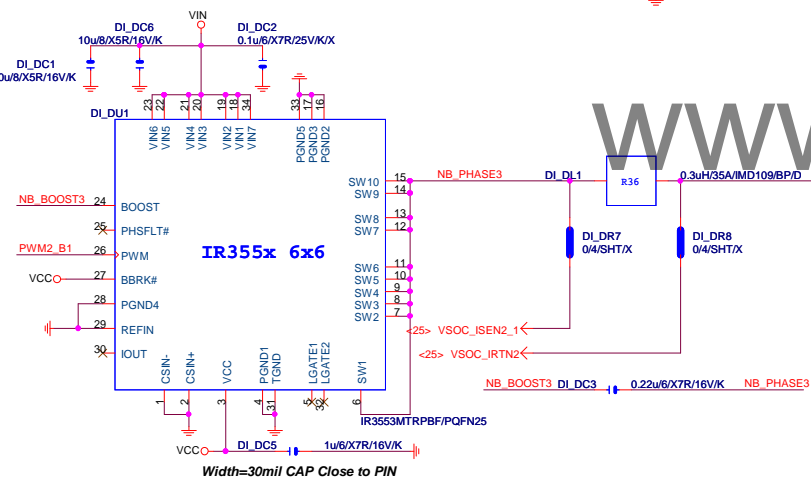 VIN
DI_DC6
10u/8/X5R/16V/K
DI_DC2
0.1u/6/X7R/25V/K/X
DI_DC1
0u/8/X5R/16V/K
DI_DU1
23
22
21
20
19
18
34
33
17
16
VIN6
VIN5
VIN4
VIN3
VIN2
VIN1
VIN7
PGND5
PGND3
PGND2
WWW
SW10 15
SW9 14
SW8 13
SW7 12
SW6 11
SW5 10
SW4 9
SW3 8
SW2 7
NB_PHASE3
DI_DL1
R36
0.3uH/35A/IMD109/BP/D
NB_BOOST3 24 BOOST
25 PHSFLT#
PWM2_B1 26 PWM
VCC 27 BBRK#
28 PGND4
29 REFIN
30 IOUT
IR355x 6x6
DI_DR7
0/4/SHT/X
DI_DR8
0/4/SHT/X
<25> VSOC_ISEN2_1
<25> VSOC_IRTN2
CSIN-
CSIN+
VCC
PGND1
TGND
LGATE1
LGATE2
SW1
1
2
3
4
31
5
32
6
NB_BOOST3 DI_DC3 0.22u/6/X7R/16V/K NB_PHASE3
IR3553MTRPBF/PQFN25
VCC DI_DC5 1u/6/X7R/16V/K
Width=30mil CAP Close to PIN